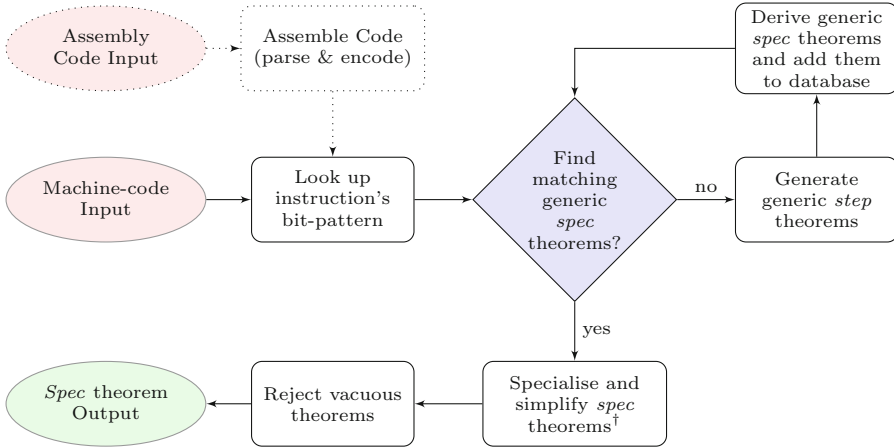 Assembly
Code Input
Assemble Code
(parse & encode)
Derive generic
spec theorems
and add them
to database
Machine-code
Input
Look up
instruction's
bit-pattern
Find
matching
generic
spec
theorems?
no
Generate
generic step
theorems
yes
Spec theorem
Output
Reject vacuous
theorems
Specialise and
simplify spec
theorems†